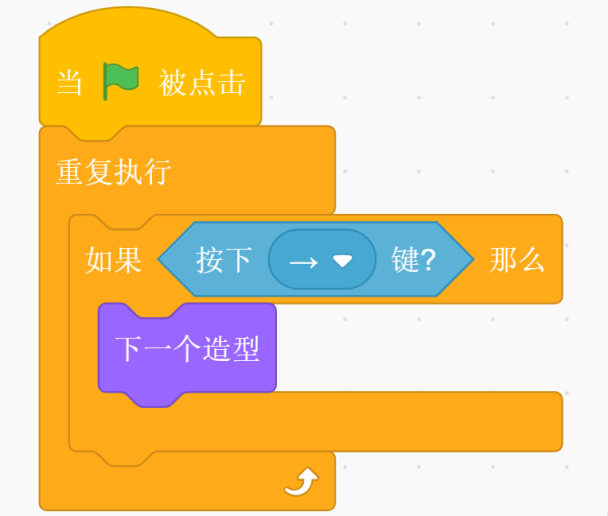 当 被点击
重复执行
如果 按下 → 键? 那么
下一个造型